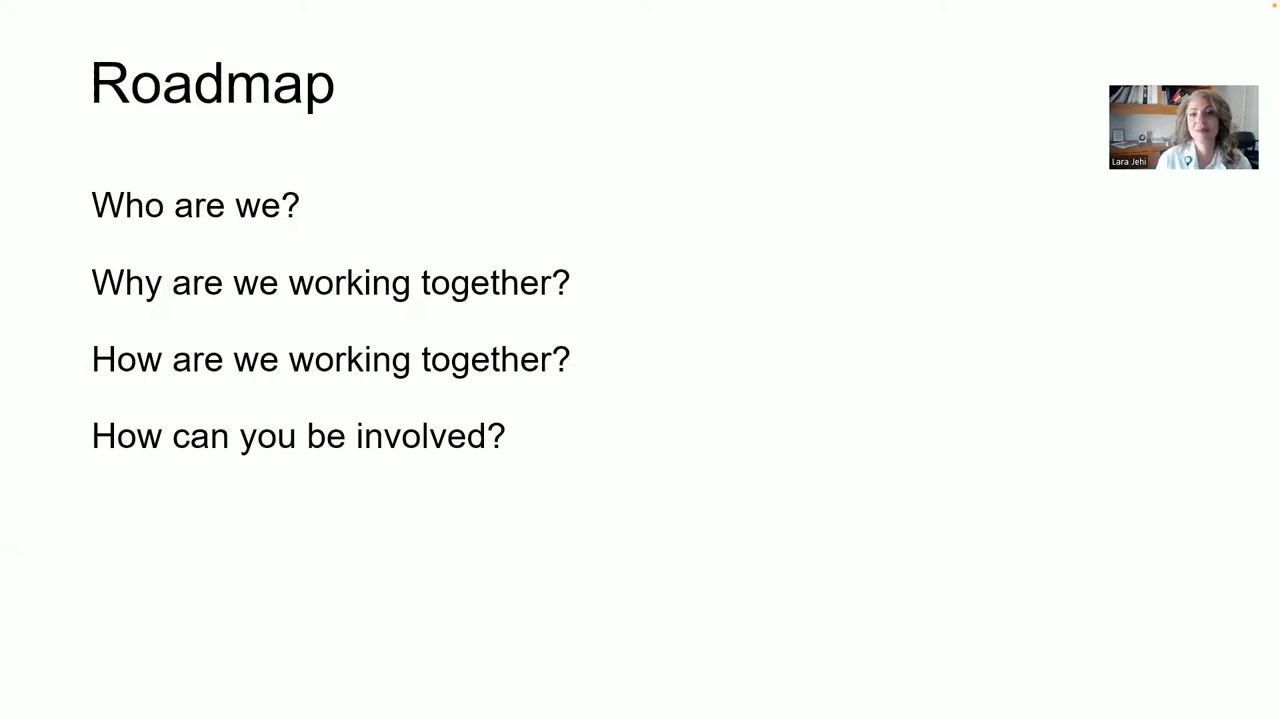 Roadmap
Lara Jehi
Who are we?
Why are we working together?
How are we working together?
How can you be involved?